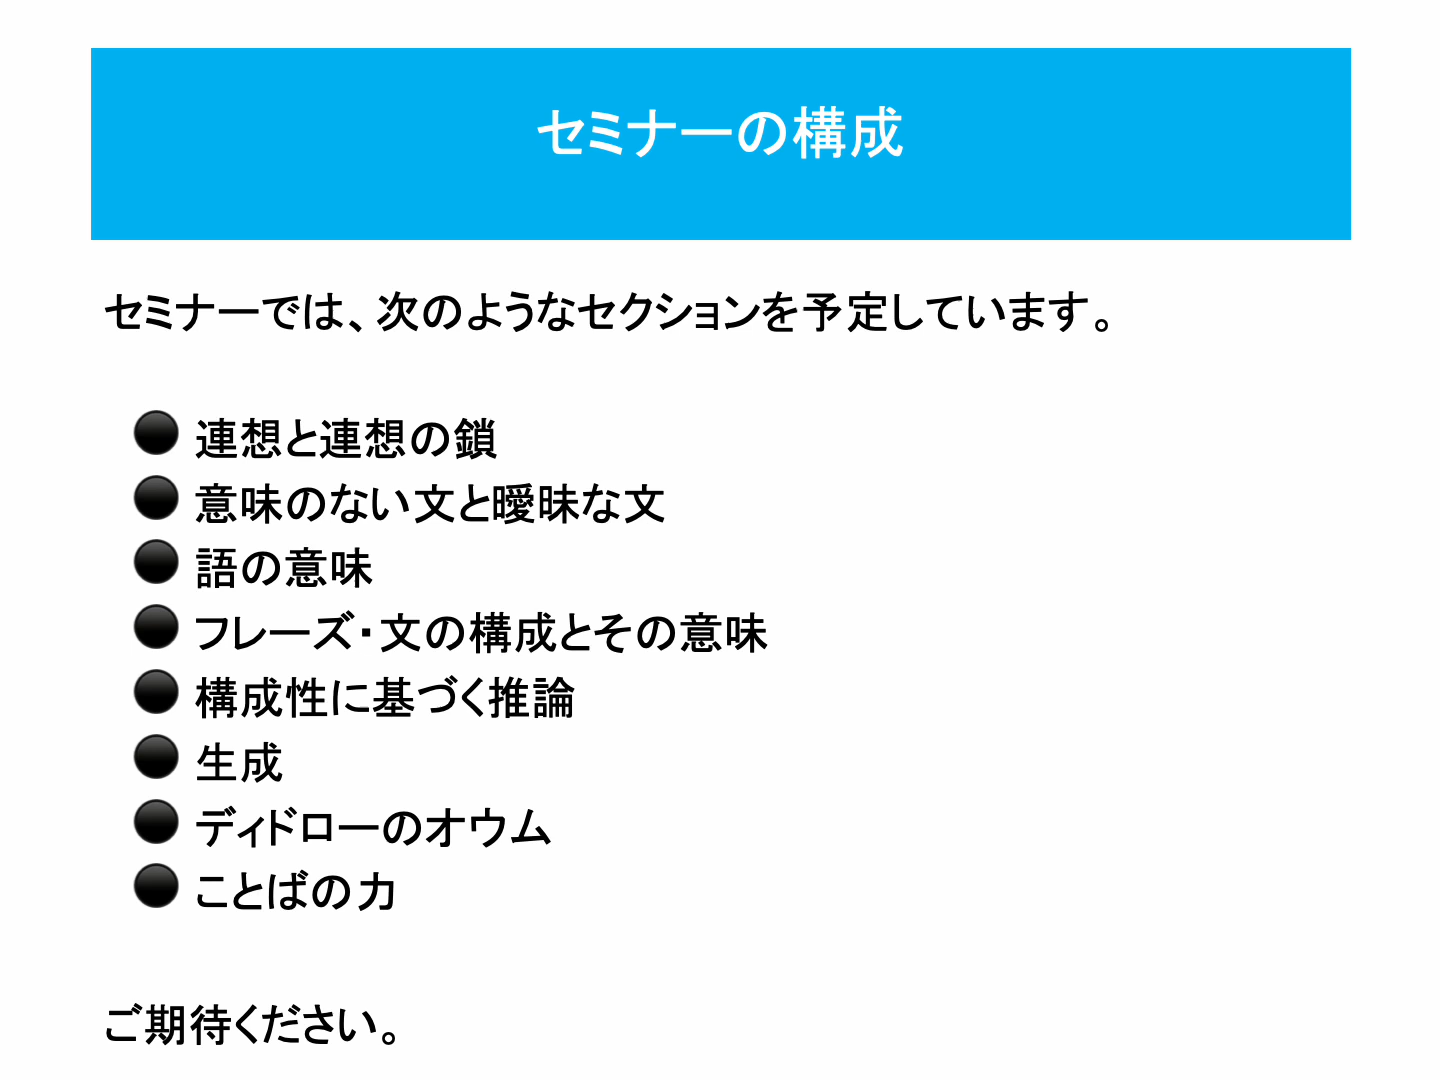 セミナーの構成
セミナーでは、次のようなセクションを予定しています。
連想と連想の鎖
意味のない文と曖昧な文
語の意味
フレーズ・文の構成とその意味
構成性に基づく推論
生成
ディドローのオウム
ことばの力
ご期待ください。